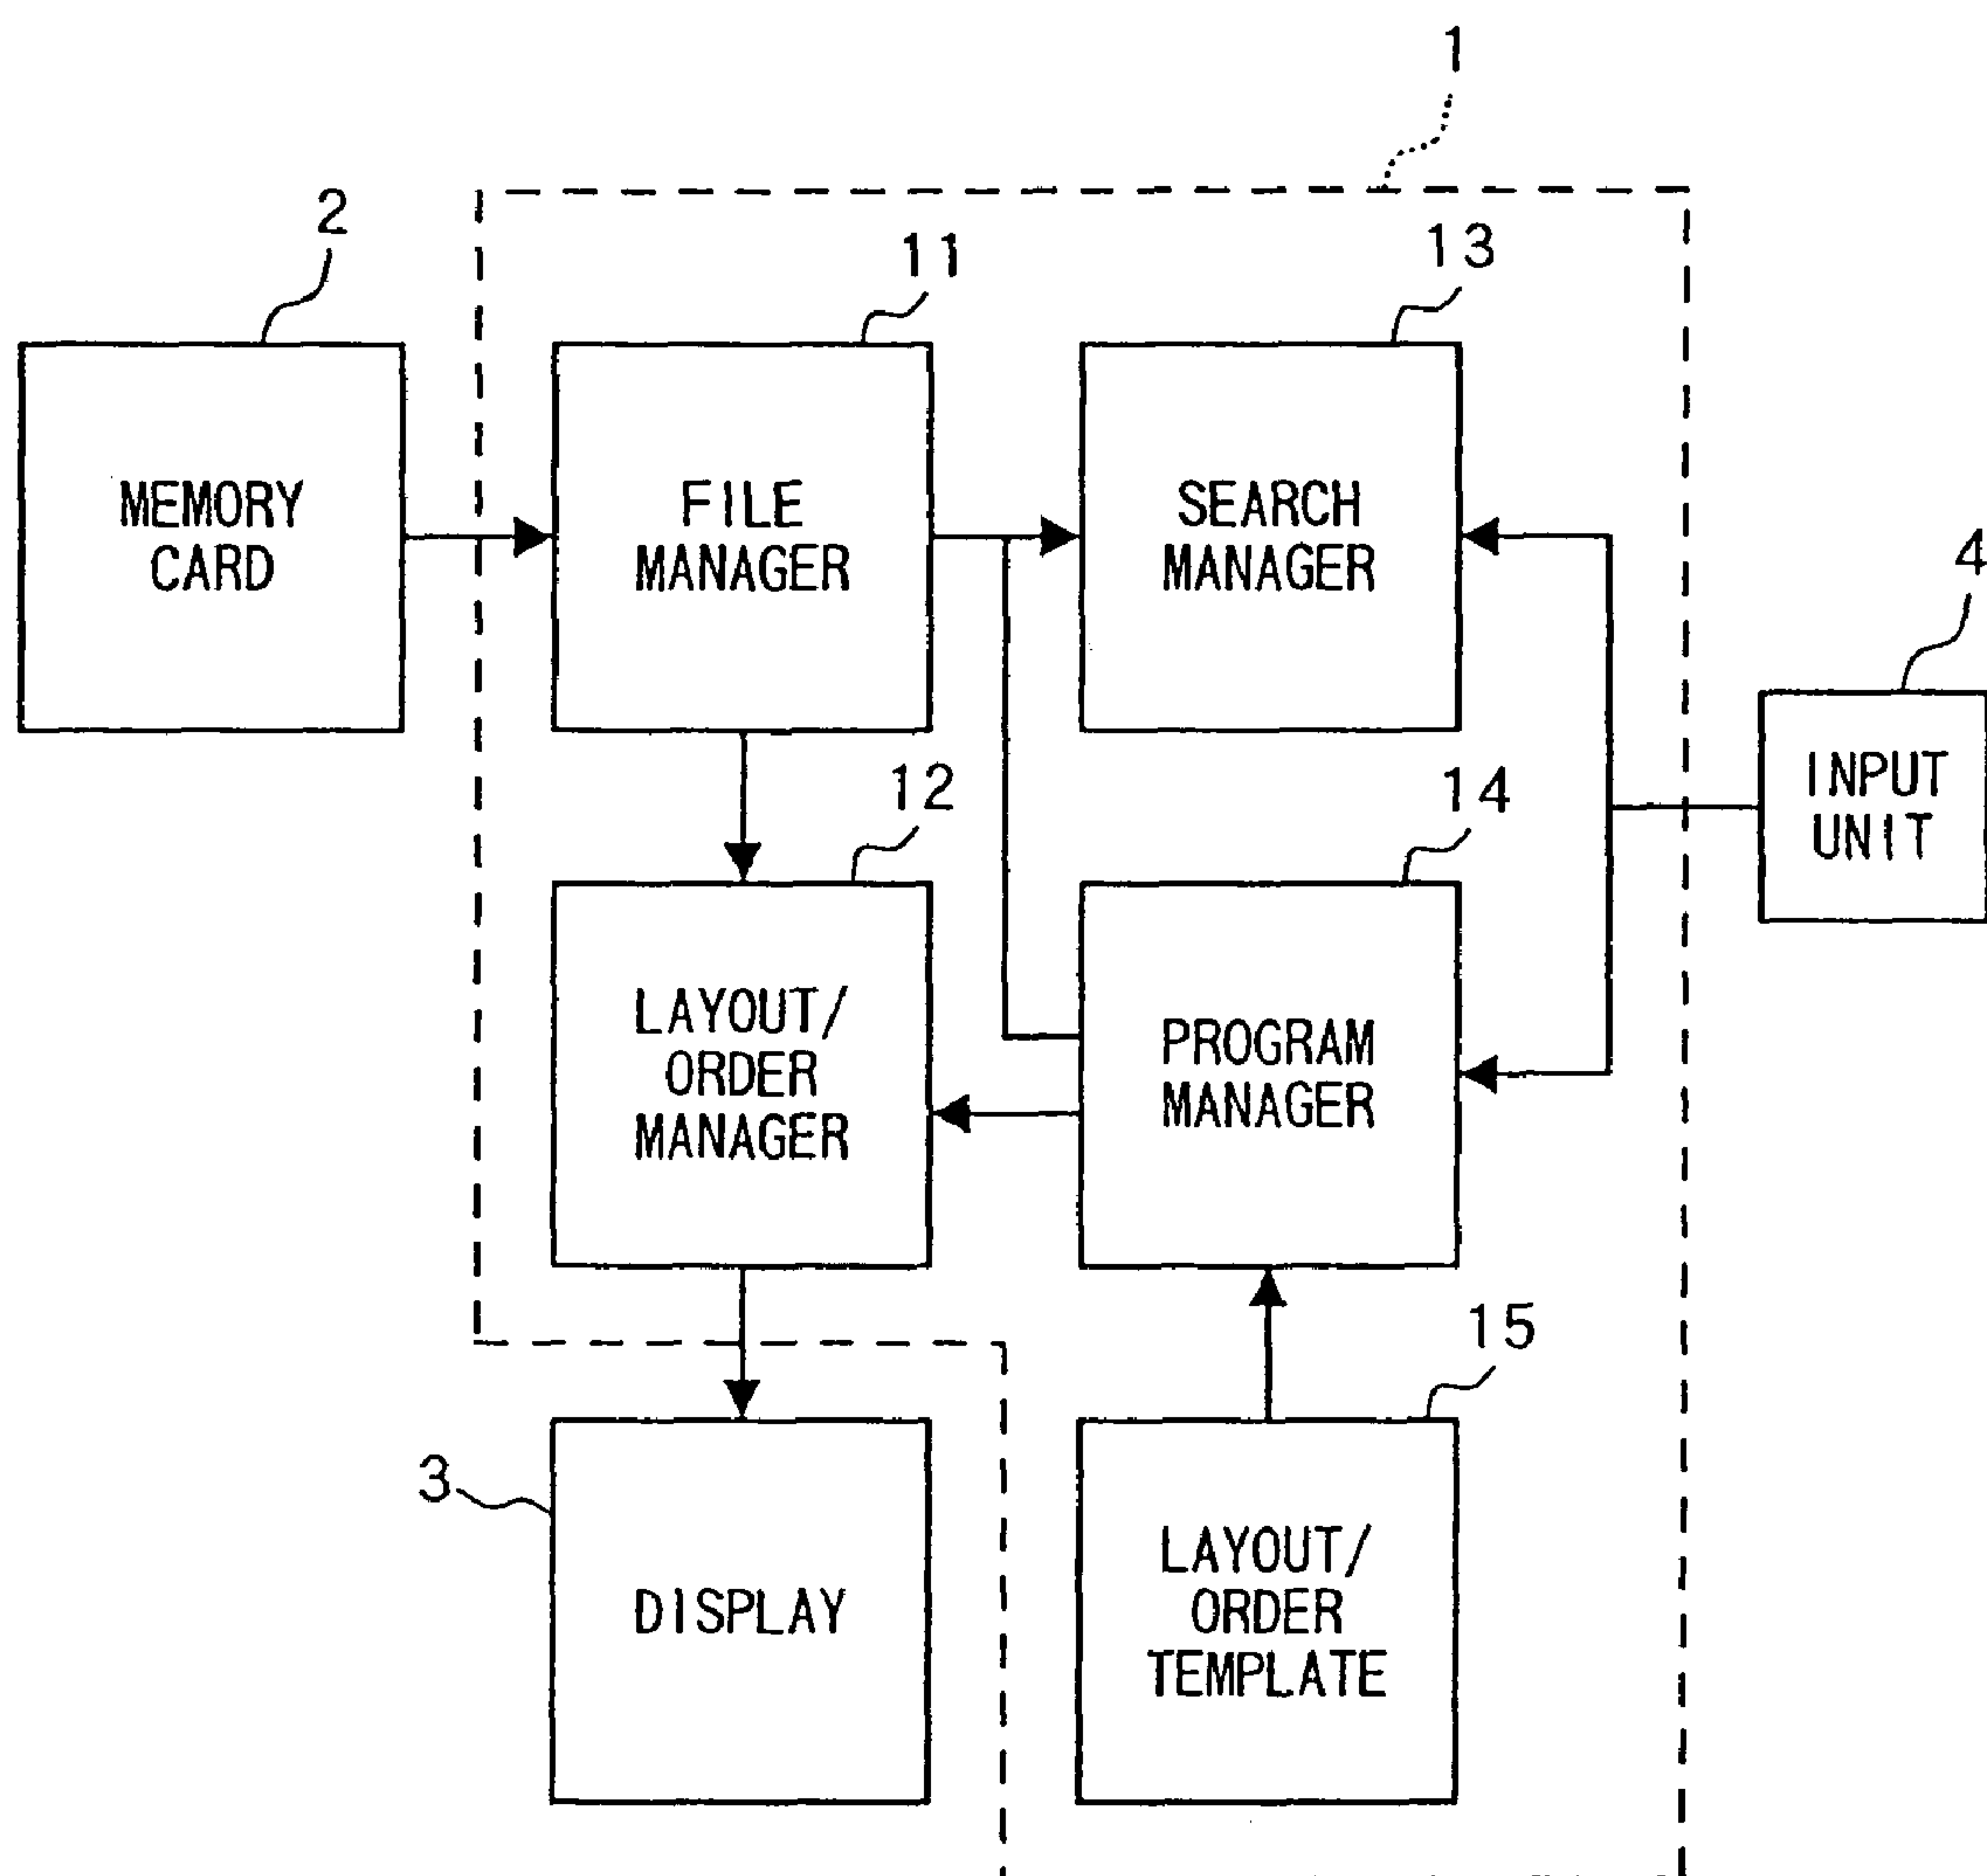 1
2
11
13
MEMORY
CARD
FILE
MANAGER
SEARCH
MANAGER
4
INPUT
UNIT
12
14
LAYOUT/
ORDER
MANAGER
PROGRAM
MANAGER
15
3
DISPLAY
LAYOUT/
ORDER
TEMPLATE